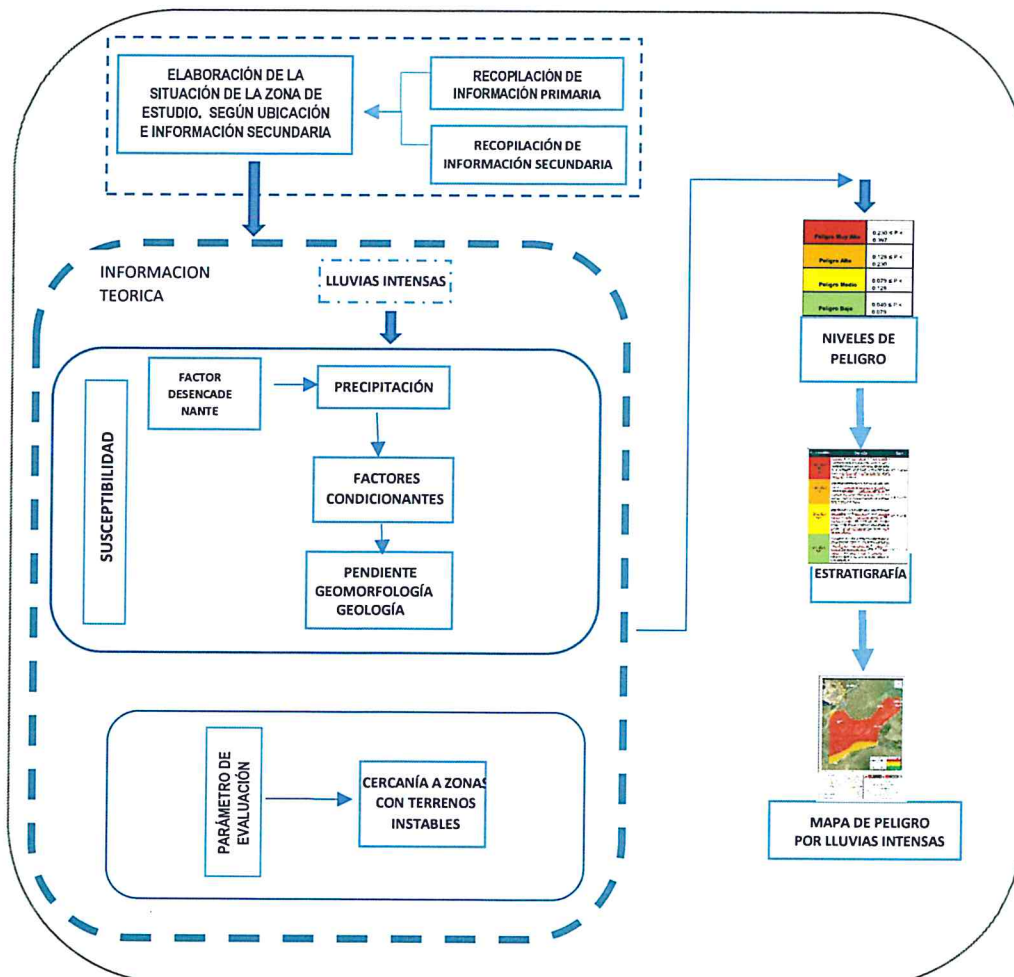 ELABORACIÓN DE LA
SITUACIÓN DE LA ZONA DE
ESTUDIO. SEGÚN UBICACIÓN
E INFORMACIÓN SECUNDARIA
RECOPILACIÓN DE
INFORMACIÓN PRIMARIA
RECOPILACIÓN DE
INFORMACIÓN SECUNDARIA
INFORMACION
TEORICA
LLUVIAS INTENSAS
SUSCEPTIBILIDAD
FACTOR
DESENCADE
NANTE
PRECIPITACIÓN
FACTORES
CONDICIONANTES
PENDIENTE
GEOMORFOLOGÍA
GEOLOGÍA
PARÁMETRO DE
EVALUACIÓN
CERCANÍA A ZONAS
CON TERRENOS
INSTABLES
Peligro Muy Alto
Peligro Alto
Peligro Medio
Peligro Bajo
NIVELES DE
PELIGRO
ESTRATIGRAFÍA
MAPA DE PELIGRO
POR LLUVIAS INTENSAS